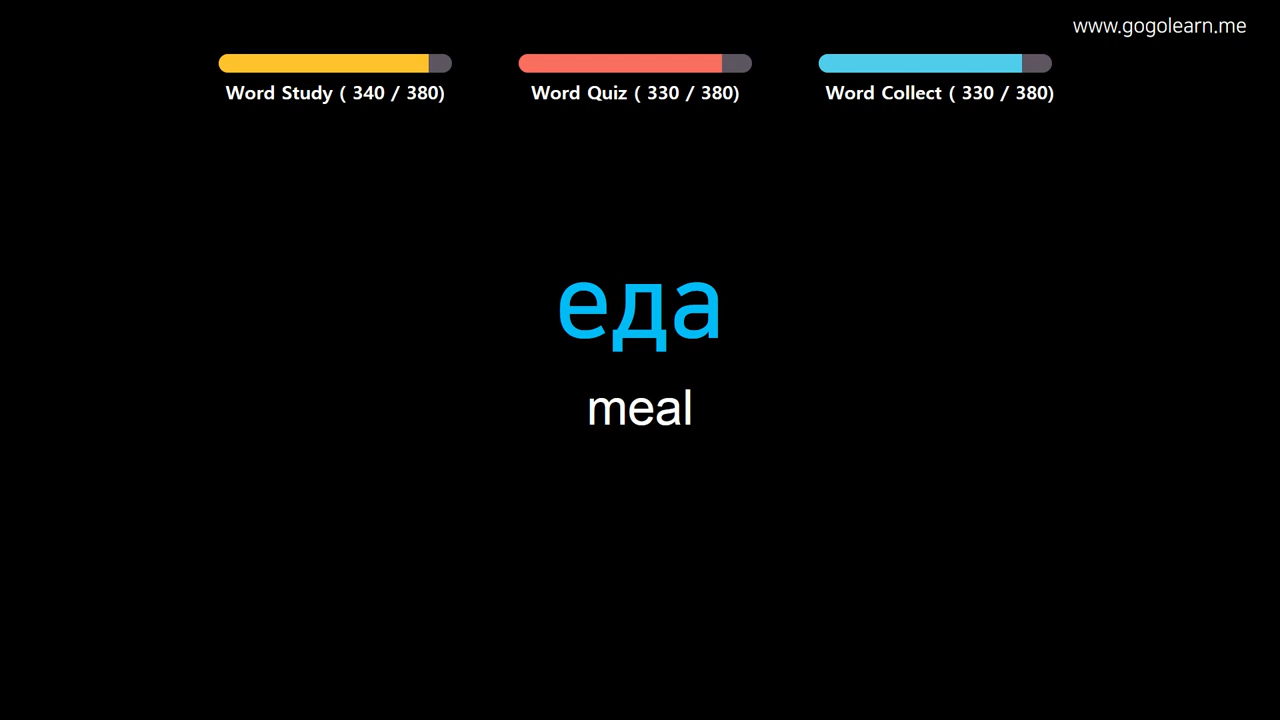 www.gogolearn.me
Word Study ( 340 / 380)
Word Quiz ( 330 / 380)
Word Collect ( 330 / 380)
еда
meal